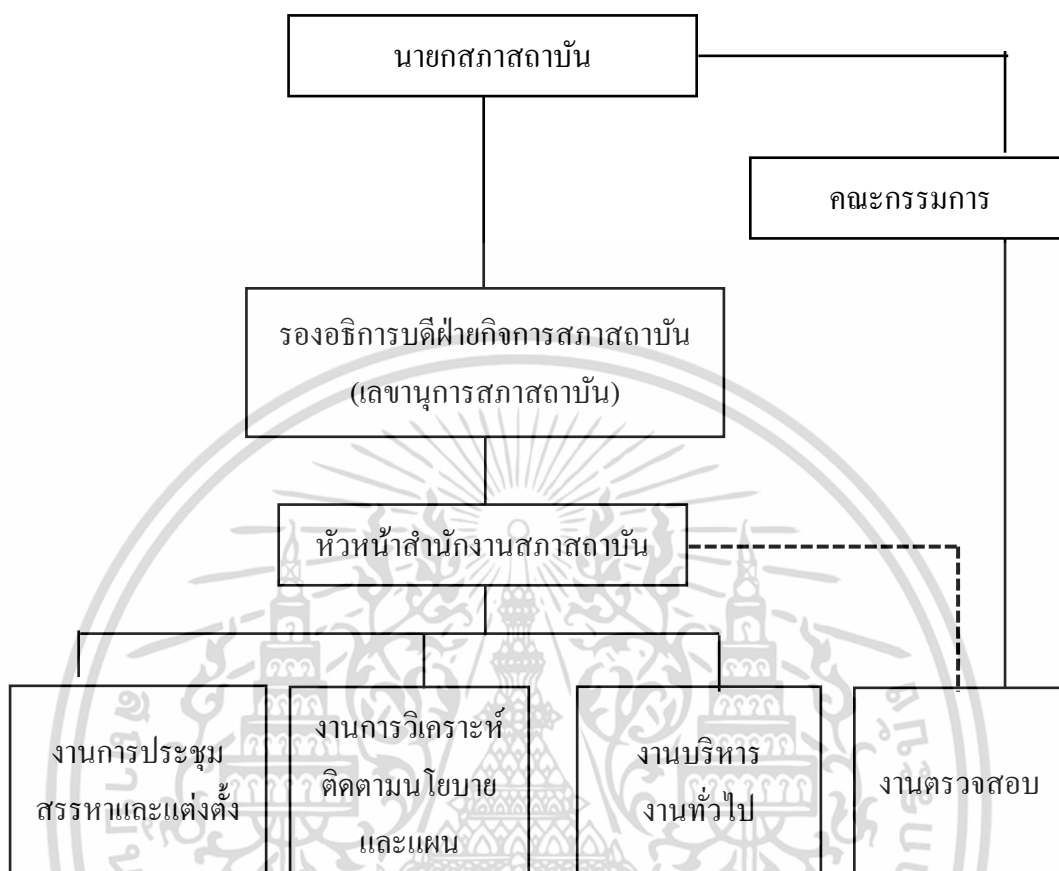 นายกสภาสถาบัน
คณะกรรมการ
รองอธิการบดีฝ่ายกิจการสภาสถาบัน
(เลขานุการสภาสถาบัน)
หัวหน้าสำนักงานสภาสถาบัน
งานการประชุม
สรรหาและแต่งตั้ง
งานการวิเคราะห์
ติดตามนโยบาย
และแผน
งานบริหาร
งานทั่วไป
งานตรวจสอบ